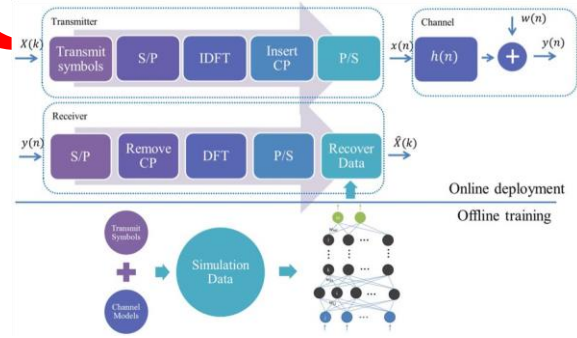 Transmitter
X(k)
Transmit symbols
S/P
IDFT
Insert CP
P/S
x(n)
Channel
w(n)
h(n)
+
y(n)
Receiver
y(n)
S/P
Remove CP
DFT
P/S
Recover Data
X̂(k)
Online deployment
Offline training
Transmit Symbols
+
Channel Models
Simulation Data